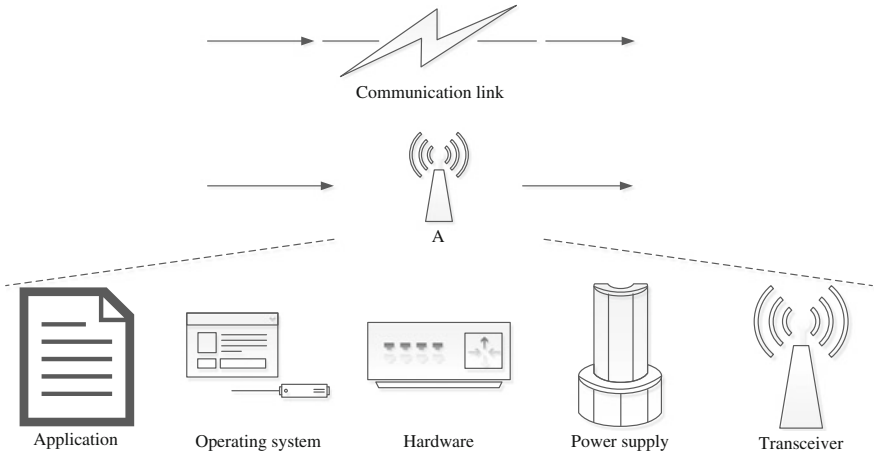 Communication link
A
Application
Operating system
Hardware
Power supply
Transceiver